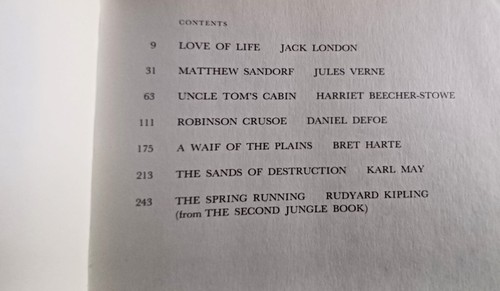 CONTENTS
9 LOVE OF LIFE JACK LONDON
31 MATTHEW SANDORF JULES VERNE
63 UNCLE TOM'S CABIN HARRIET BEECHER-STOWE
111 ROBINSON CRUSOE DANIEL DEFOE
175 A WAIF OF THE PLAINS BRET HARTE
213 THE SANDS OF DESTRUCTION KARL MAY
243 THE SPRING RUNNING RUDYARD KIPLING
(from THE SECOND JUNGLE BOOK)